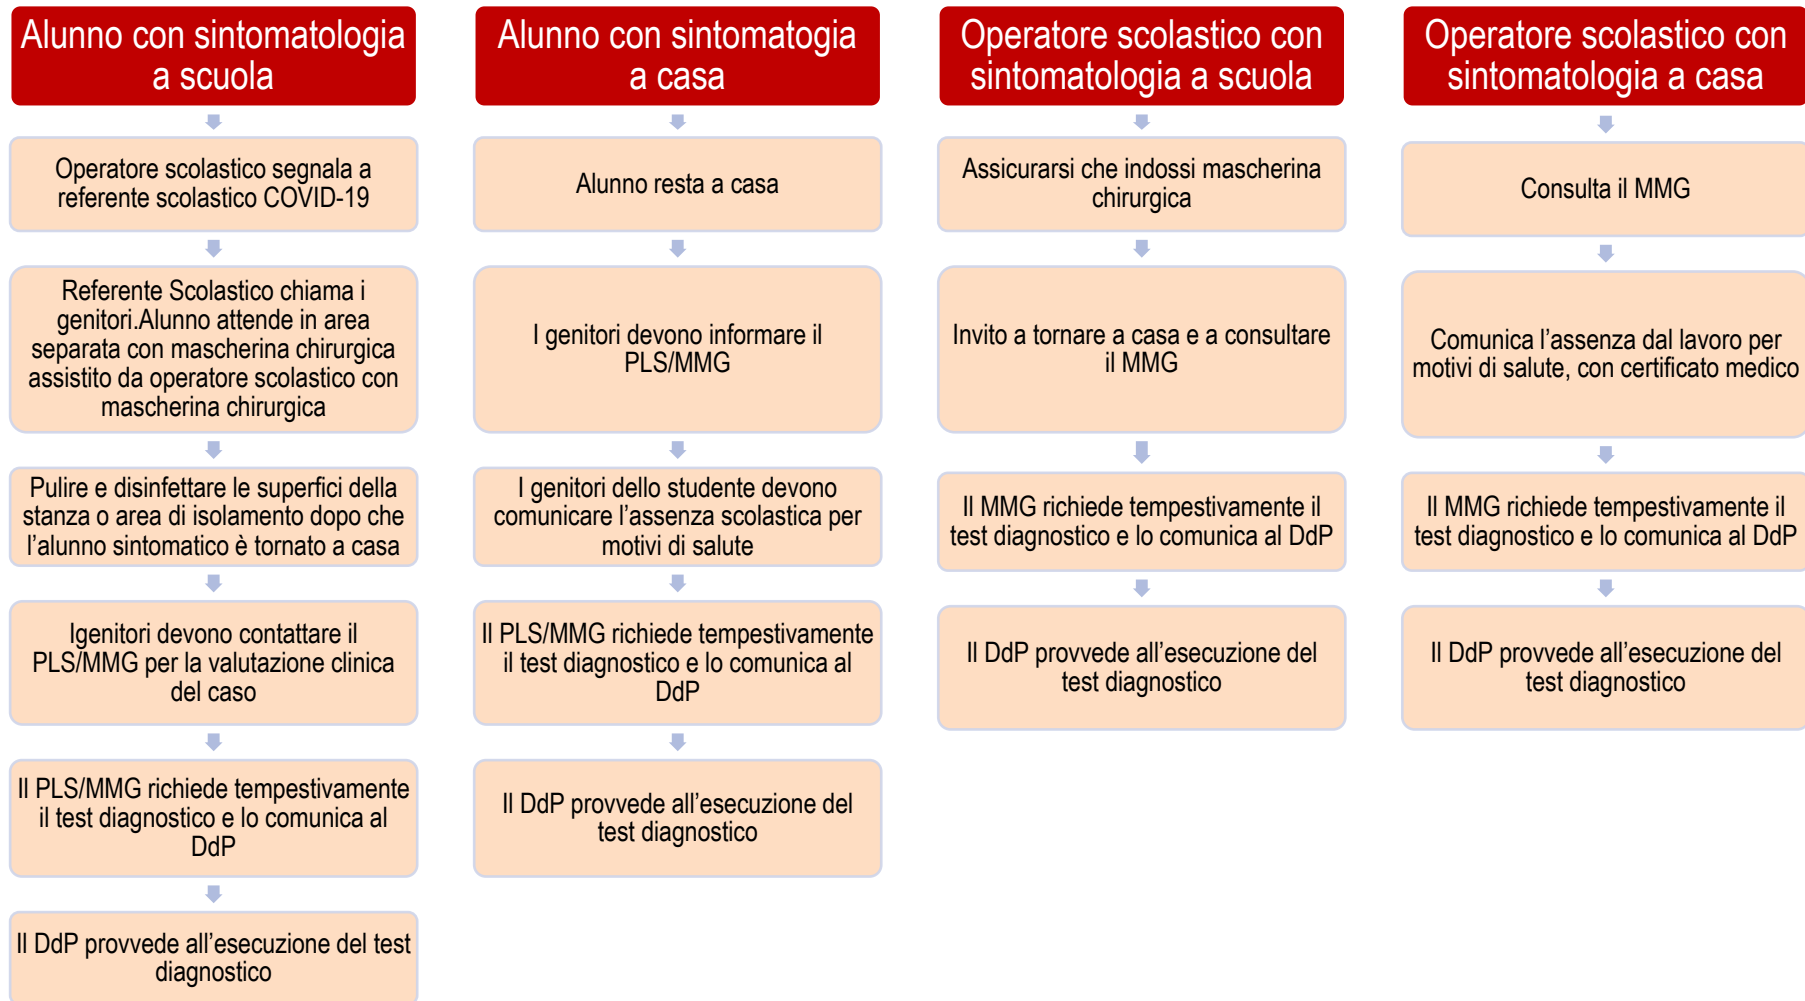 Alunno con sintomatologia
a scuola
Operatore scolastico segnala a
referente scolastico COVID-19
Referente Scolastico chiama i
genitori.Alunno attende in area
separata con mascherina chirurgica
assistito da operatore scolastico con
mascherina chirurgica
Pulire e disinfettare le superfici della
stanza o area di isolamento dopo che
l’alunno sintomatico è tornato a casa
Igenitori devono contattare il
PLS/MMG per la valutazione clinica
del caso
Il PLS/MMG richiede tempestivamente
il test diagnostico e lo comunica al
DdP
Il DdP provvede all’esecuzione del test
diagnostico
Alunno con sintomatogia
a casa
Alunno resta a casa
I genitori devono informare il
PLS/MMG
I genitori dello studente devono
comunicare l’assenza scolastica per
motivi di salute
Il PLS/MMG richiede tempestivamente
il test diagnostico e lo comunica al
DdP
Il DdP provvede all’esecuzione del
test diagnostico
Operatore scolastico con
sintomatologia a scuola
Assicurarsi che indossi mascherina
chirurgica
Invito a tornare a casa e a consultare
il MMG
Il MMG richiede tempestivamente il
test diagnostico e lo comunica al DdP
Il DdP provvede all’esecuzione del
test diagnostico
Operatore scolastico con
sintomatologia a casa
Consulta il MMG
Comunica l’assenza dal lavoro per
motivi di salute, con certificato medico
Il MMG richiede tempestivamente il
test diagnostico e lo comunica al DdP
Il DdP provvede all’esecuzione del
test diagnostico